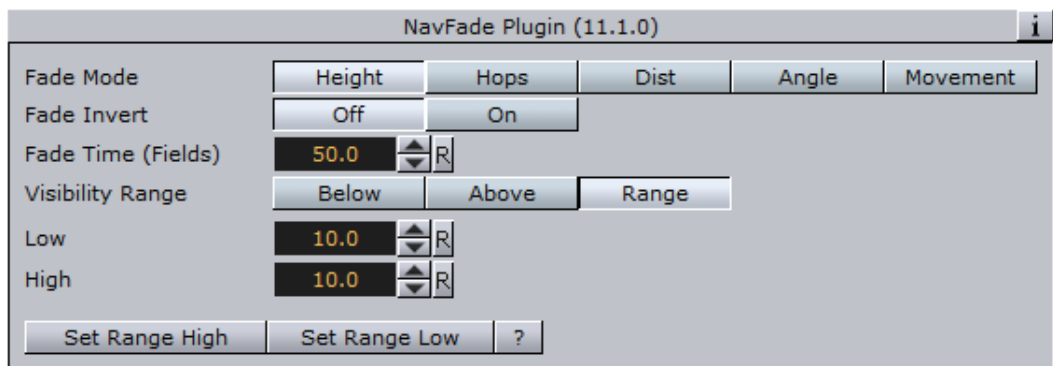 NavFade Plugin (11.1.0) i
Fade Mode Height Hops Dist Angle Movement
Fade Invert Off On
Fade Time (Fields) 50.0 R
Visibility Range Below Above Range
Low 10.0 R
High 10.0 R
Set Range High Set Range Low ?